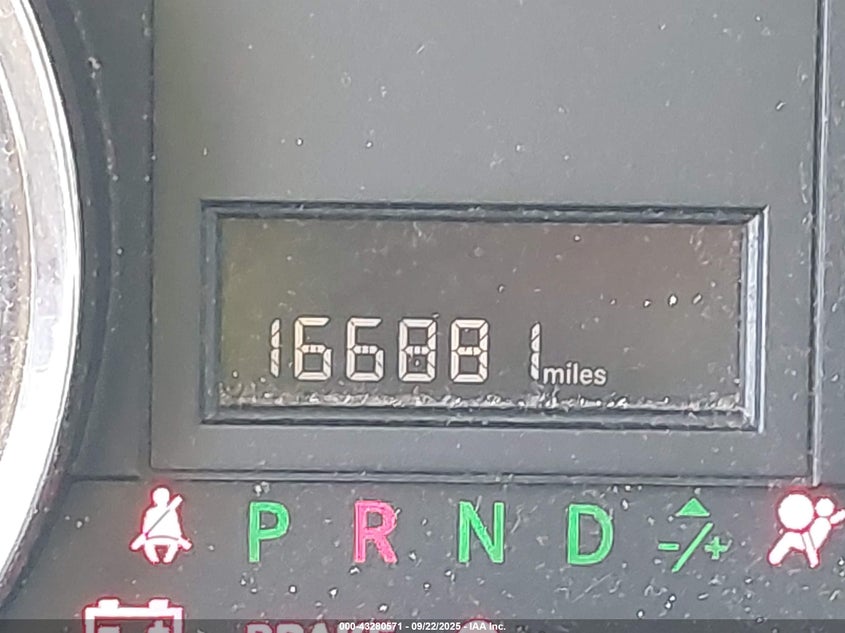 166881 miles
P R N D -/+
000-43280571 - 09/22/2025 - IAA Inc.